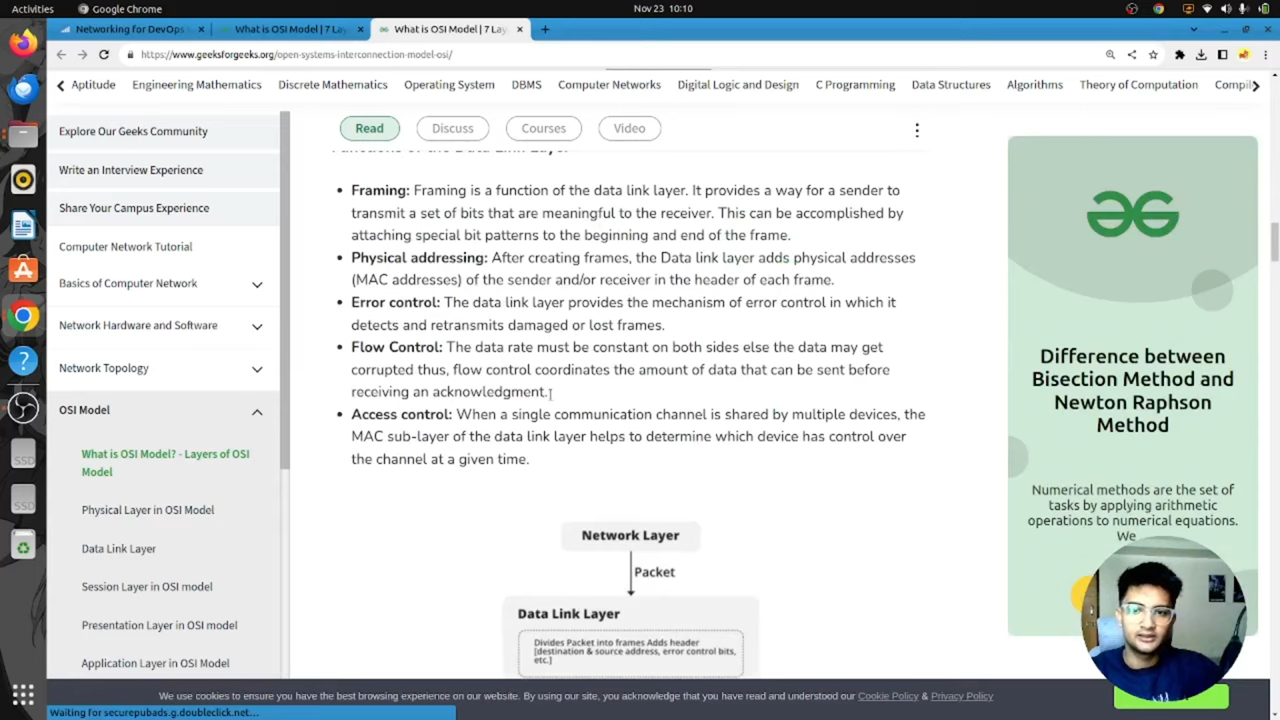 Activities
Google Chrome
Nov 23 10:10
Networking for DevOps
What is OSI Model | 7 Lay
What is OSI Model | 7 Lay
https://www.geeksforgeeks.org/open-systems-interconnection-model-osi/
Aptitude Engineering Mathematics Discrete Mathematics Operating System DBMS Computer Networks Digital Logic and Design C Programming Data Structures Algorithms Theory of Computation Compil
Explore Our Geeks Community
Write an Interview Experience
Share Your Campus Experience
Computer Network Tutorial
Basics of Computer Network
Network Hardware and Software
Network Topology
OSI Model
What is OSI Model? - Layers of OSI
Model
Physical Layer in OSI Model
Data Link Layer
Session Layer in OSI model
Presentation Layer in OSI model
Application Layer in OSI Model
Read Discuss Courses Video
Functions of the Data Link Layer
• Framing: Framing is a function of the data link layer. It provides a way for a sender to
transmit a set of bits that are meaningful to the receiver. This can be accomplished by
attaching special bit patterns to the beginning and end of the frame.
• Physical addressing: After creating frames, the Data link layer adds physical addresses
(MAC addresses) of the sender and/or receiver in the header of each frame.
• Error control: The data link layer provides the mechanism of error control in which it
detects and retransmits damaged or lost frames.
• Flow Control: The data rate must be constant on both sides else the data may get
corrupted thus, flow control coordinates the amount of data that can be sent before
receiving an acknowledgment.
• Access control: When a single communication channel is shared by multiple devices, the
MAC sub-layer of the data link layer helps to determine which device has control over
the channel at a given time.
Network Layer
Packet
Data Link Layer
Divides Packet into frames Adds header
[destination & source address, error control bits,
etc.]
Difference between
Bisection Method and
Newton Raphson
Method
Numerical methods are the set of
tasks by applying arithmetic
operations to numerical equations.
We
SSD
SSD
We use cookies to ensure you have the best browsing experience on our website. By using our site, you acknowledge that you have read and understood our Cookie Policy & Privacy Policy
Waiting for securepubads.g.doubleclick.net...